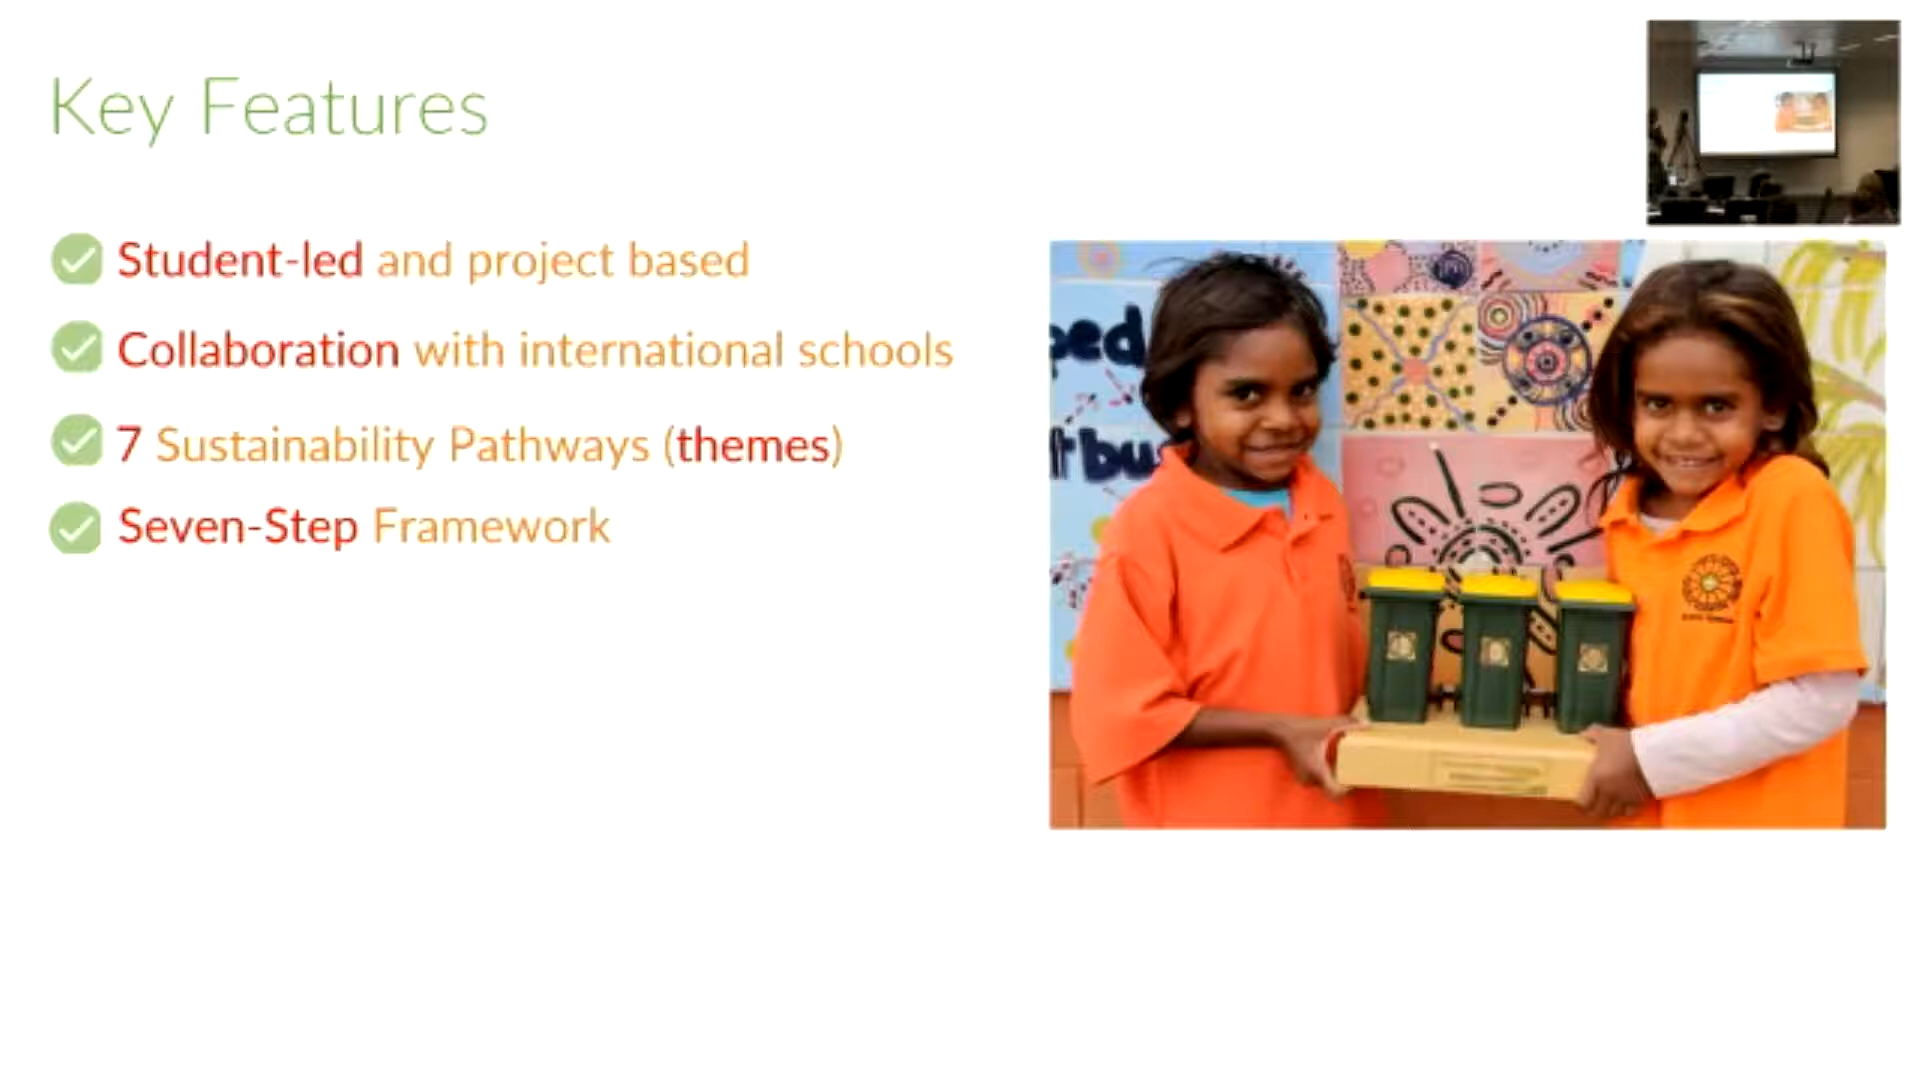 Key Features
Student-led and project based
Collaboration with international schools
7 Sustainability Pathways (themes)
Seven-Step Framework